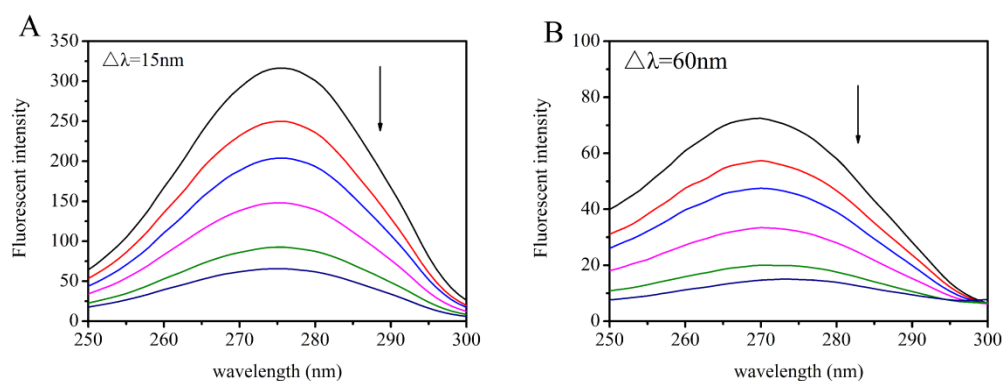 A
△λ=15nm
Fluorescent intensity
350
300
250
200
150
100
50
0
250 260 270 280 290 300
wavelength (nm)
B
△λ=60nm
Fluorescent intensity
100
80
60
40
20
0
250 260 270 280 290 300
wavelength (nm)